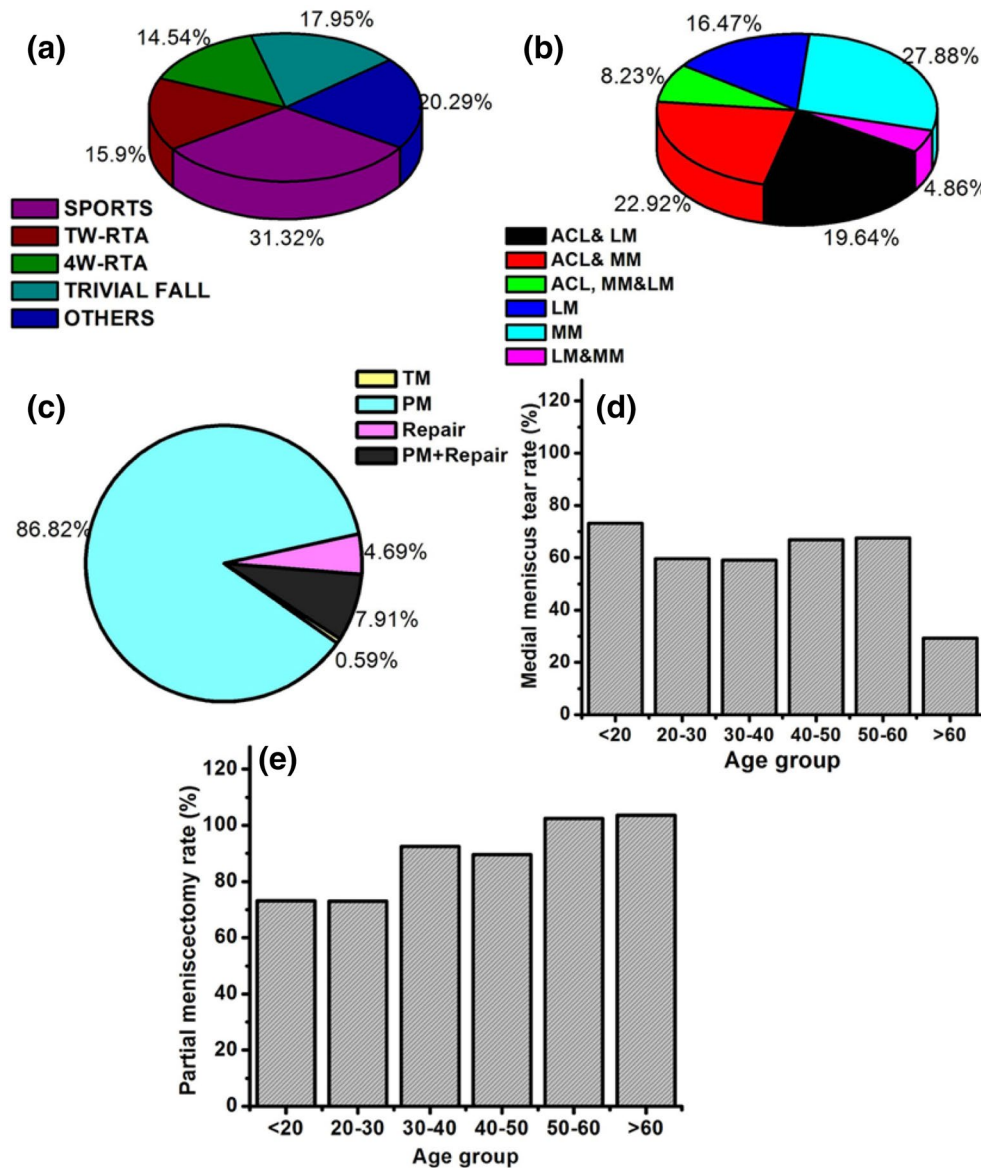 (a)
17.95%
14.54%
20.29%
15.9%
31.32%
SPORTS
TW-RTA
4W-RTA
TRIVIAL FALL
OTHERS
(b)
16.47%
27.88%
8.23%
4.86%
22.92%
19.64%
ACL& LM
ACL& MM
ACL, MM&LM
LM
MM
LM&MM
(c)
TM
PM
Repair
PM+Repair
86.82%
4.69%
7.91%
0.59%
(d)
Medial meniscus tear rate (%)
120
100
80
60
40
20
0
<20 20-30 30-40 40-50 50-60 >60
Age group
(e)
Partial meniscectomy rate (%)
120
100
80
60
40
20
0
<20 20-30 30-40 40-50 50-60 >60
Age group